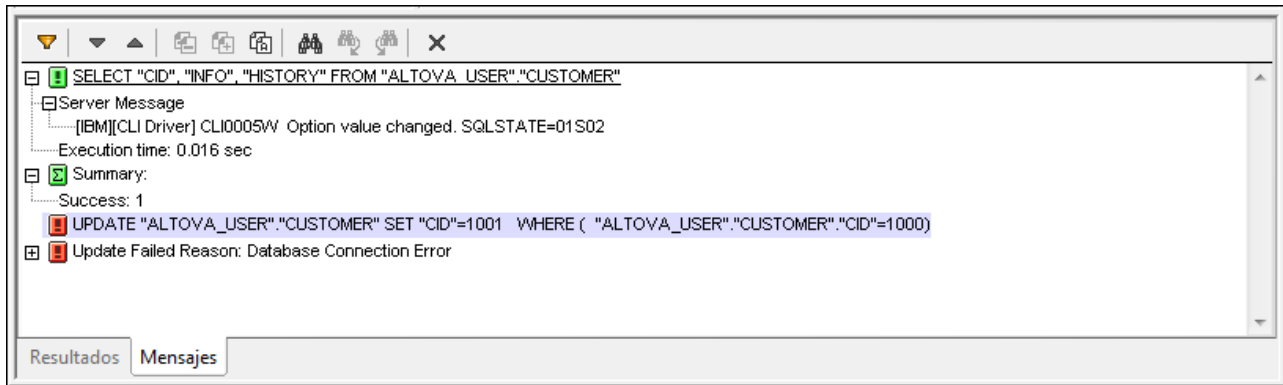 SELECT "CID", "INFO", "HISTORY" FROM "ALTOVA_USER"."CUSTOMER"
Server Message
[IBM][CLI Driver] CLI0005W  Option value changed. SQLSTATE=01S02
Execution time: 0.016 sec
Summary:
Success: 1
UPDATE "ALTOVA_USER"."CUSTOMER" SET "CID"=1001   WHERE (  "ALTOVA_USER"."CUSTOMER"."CID"=1000)
Update Failed Reason: Database Connection Error
Resultados Mensajes